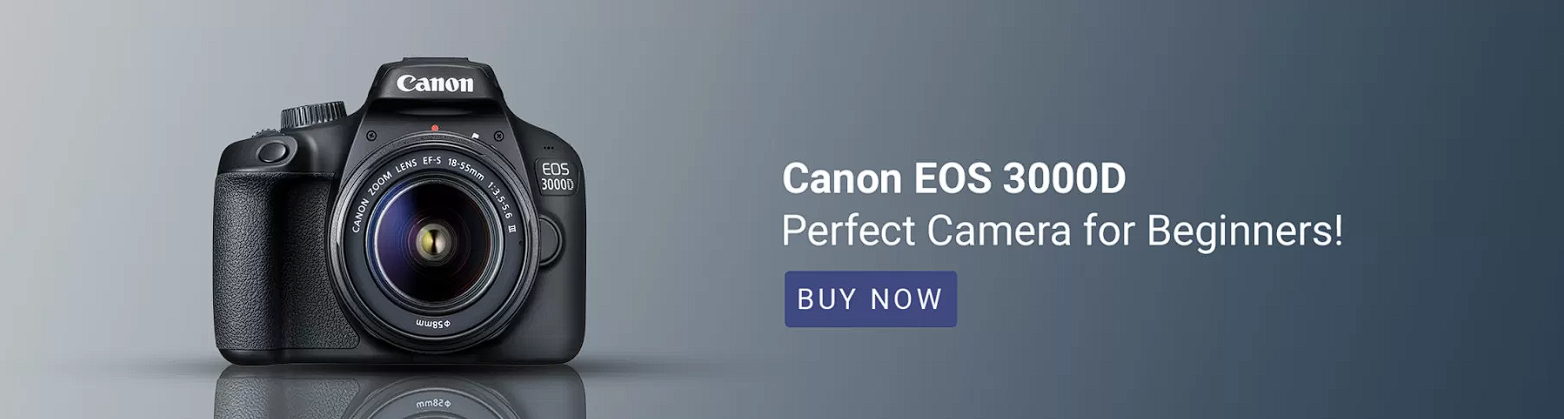 Canon
EOS
3000D
CANON ZOOM LENS EF-S 18-55mm 1:3.5-5.6 III
Φ58mm
Canon EOS 3000D
Perfect Camera for Beginners!
BUY NOW
Φ58mm